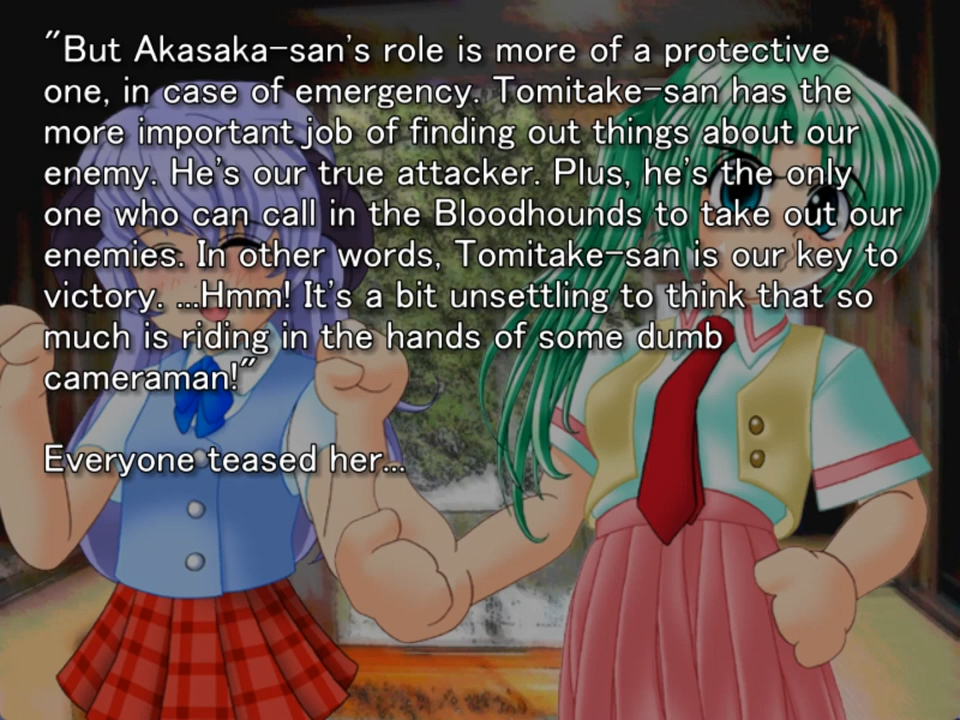 "But Akasaka-san's role is more of a protective
one, in case of emergency. Tomitake-san has the
more important job of finding out things about our
enemy. He's our true attacker. Plus, he's the only
one who can call in the Bloodhounds to take out our
enemies. In other words, Tomitake-san is our key to
victory. ...Hmm! It's a bit unsettling to think that so
much is riding in the hands of some dumb
cameraman!"
Everyone teased her...